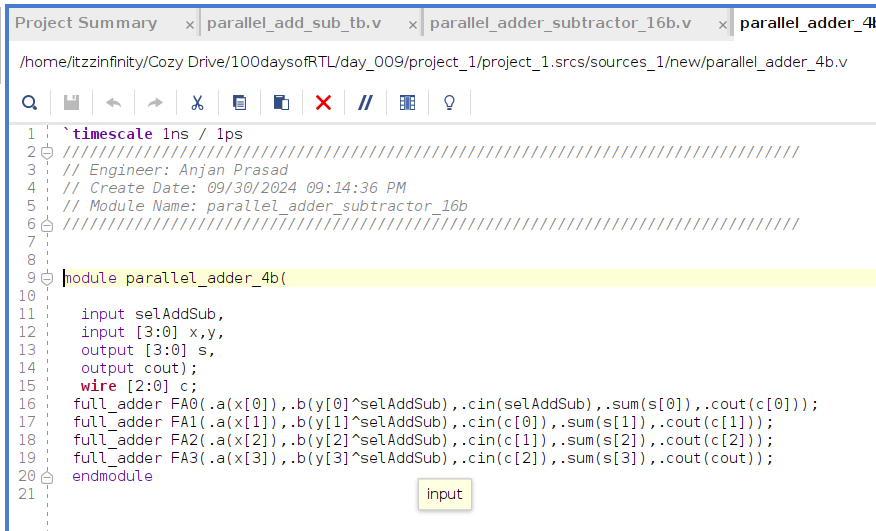 Project Summary × parallel_add_sub_tb.v × parallel_adder_subtractor_16b.v × parallel_adder_4b
/home/itzzinfinity/Cozy Drive/100daysofRTL/day_009/project_1/project_1.srcs/sources_1/new/parallel_adder_4b.v
1 `timescale 1ns / 1ps
2 //////////////////////////////////////////////////////////////////////////////////
3 // Engineer: Anjan Prasad
4 // Create Date: 09/30/2024 09:14:36 PM
5 // Module Name: parallel_adder_subtractor_16b
6 //////////////////////////////////////////////////////////////////////////////////
7
8
9 module parallel_adder_4b(
10
11 input selAddSub,
12 input [3:0] x,y,
13 output [3:0] s,
14 output cout);
15 wire [2:0] c;
16 full_adder FA0(.a(x[0]),.b(y[0]^selAddSub),.cin(selAddSub),.sum(s[0]),.cout(c[0]));
17 full_adder FA1(.a(x[1]),.b(y[1]^selAddSub),.cin(c[0]),.sum(s[1]),.cout(c[1]));
18 full_adder FA2(.a(x[2]),.b(y[2]^selAddSub),.cin(c[1]),.sum(s[2]),.cout(c[2]));
19 full_adder FA3(.a(x[3]),.b(y[3]^selAddSub),.cin(c[2]),.sum(s[3]),.cout(cout));
20 endmodule
21
input